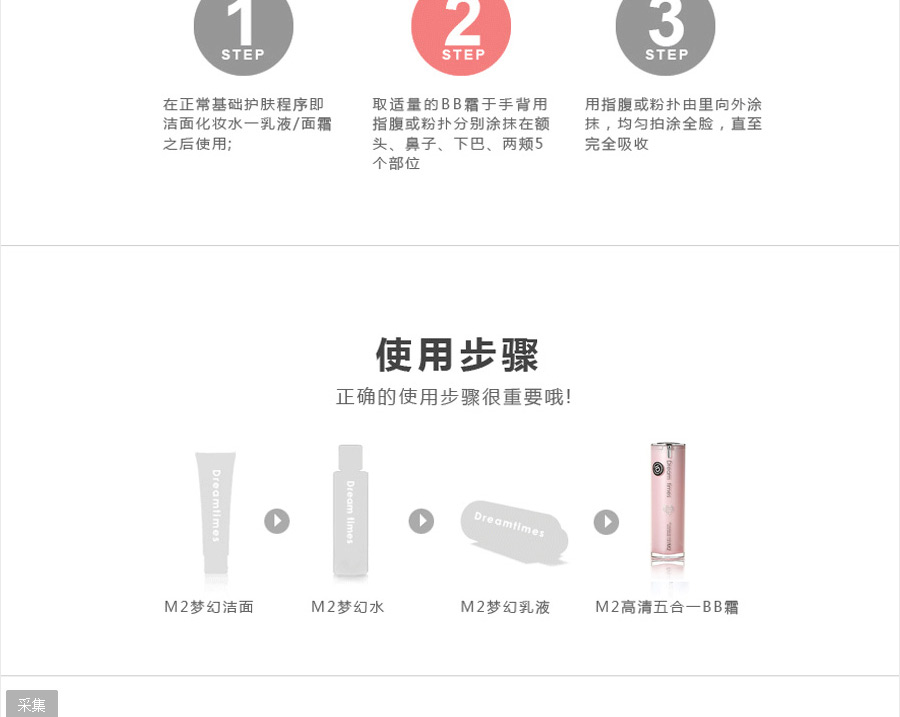 1
STEP
2
STEP
3
STEP
在正常基础护肤程序即
洁面化妆水一乳液/面霜
之后使用;
取适量的BB霜于手背用
指腹或粉扑分别涂抹在额
头、鼻子、下巴、两颊5
个部位
用指腹或粉扑由里向外涂
抹，均匀拍涂全脸，直至
完全吸收
使用步骤
正确的使用步骤很重要哦!
Dreamtimes
Dream times
Dreamtimes
Dream times
M2梦幻洁面
M2梦幻水
M2梦幻乳液
M2高清五合一BB霜
采集